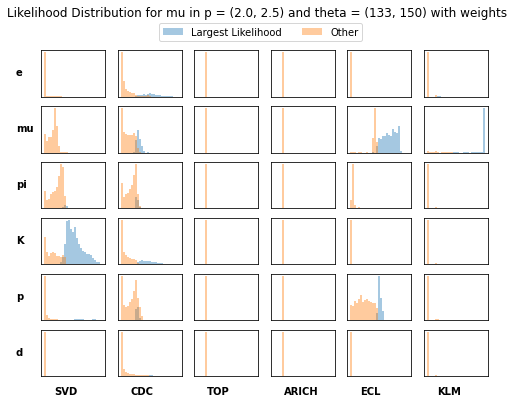 Likelihood Distribution for mu in p = (2.0, 2.5) and theta = (133, 150) with weights
Largest Likelihood Other
e
mu
pi
K
p
d
SVD CDC TOP ARICH ECL KLM